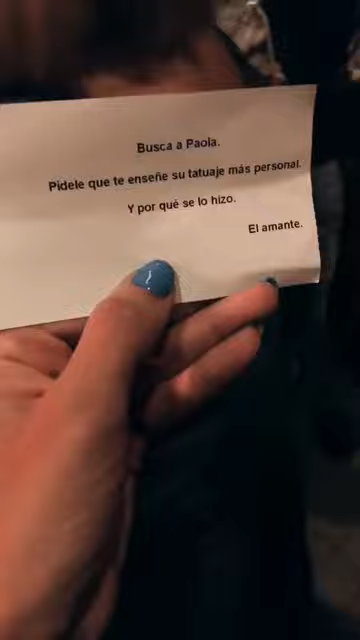 Busca a Paola.
Pídele que te enseñe su tatuaje más personal.
Y por qué se lo hizo.
El amante.